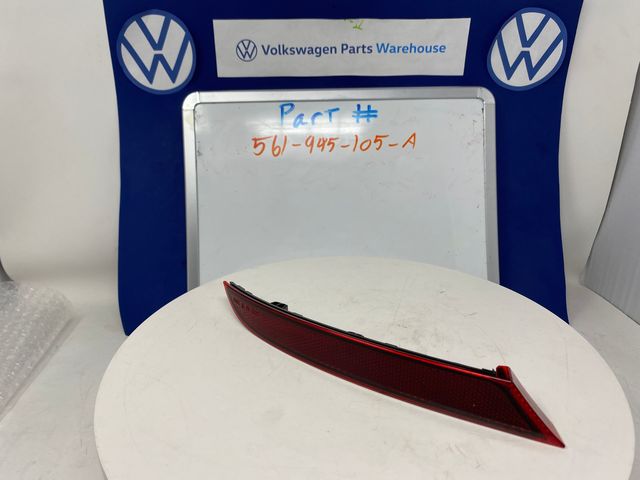 Volkswagen Parts Warehouse
Part #
561-945-105-A